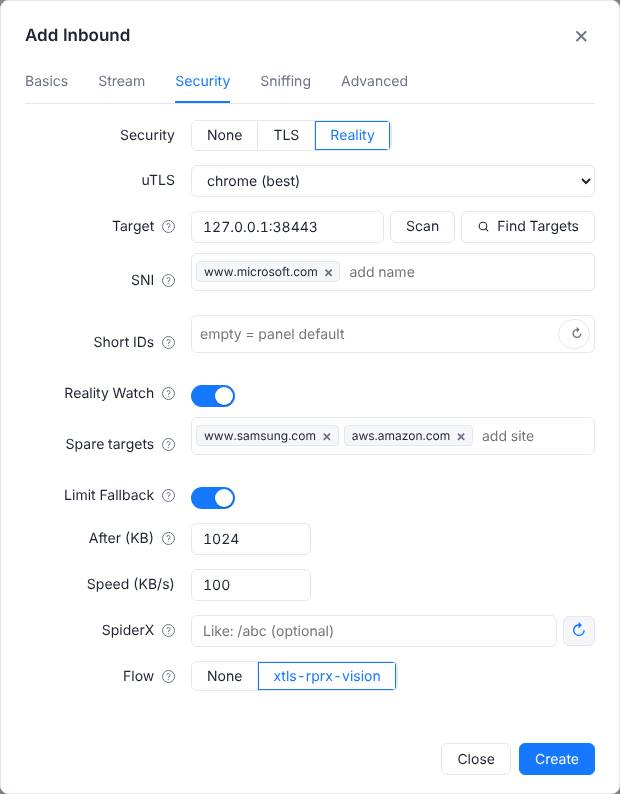 Add Inbound ×
Basics Stream Security Sniffing Advanced
Security None TLS Reality
uTLS chrome (best)
Target ? 127.0.0.1:38443 Scan Find Targets
SNI ? www.microsoft.com × add name
Short IDs ? empty = panel default
Reality Watch ?
Spare targets ? www.samsung.com × aws.amazon.com × add site
Limit Fallback ?
After (KB) ? 1024
Speed (KB/s) 100
SpiderX ? Like: /abc (optional)
Flow ? None xtls-rprx-vision
Close Create